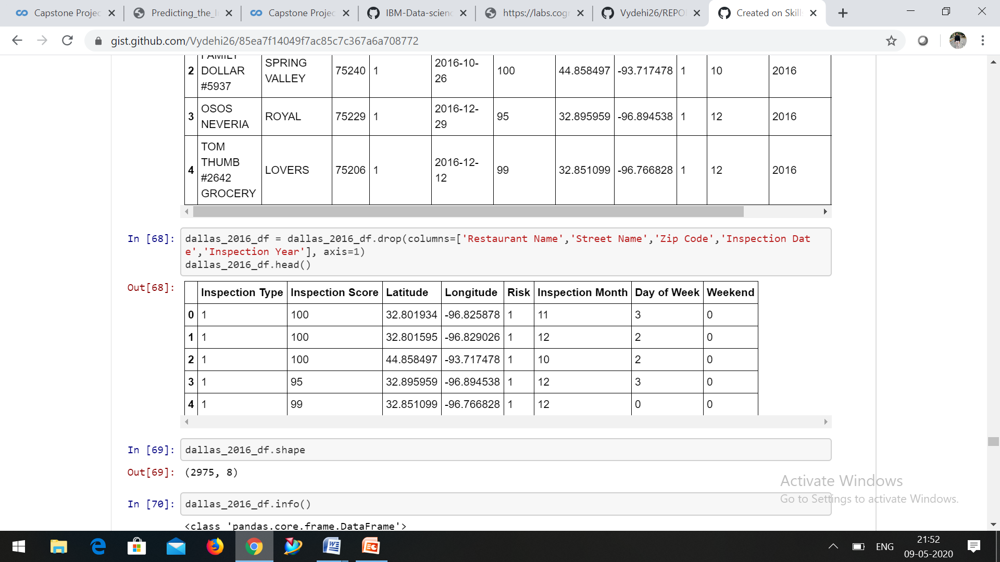 Capstone Projec
Predicting_the_I
Capstone Projec
IBM-Data-scienc
https://labs.cogn
Vydehi26/REPO
Created on Skill
gist.github.com/Vydehi26/85ea7f14049f7ac85c7c367a6a708772
2 FAMILY DOLLAR #5937 SPRING VALLEY 75240 1 2016-10-26 100 44.858497 -93.717478 1 10 2016
3 OSOS NEVERIA ROYAL 75229 1 2016-12-29 95 32.895959 -96.894538 1 12 2016
4 TOM THUMB #2642 GROCERY LOVERS 75206 1 2016-12-12 99 32.851099 -96.766828 1 12 2016
In [68]: dallas_2016_df = dallas_2016_df.drop(columns=['Restaurant Name','Street Name','Zip Code','Inspection Dat
e','Inspection Year'], axis=1)
dallas_2016_df.head()
Out[68]:
Inspection Type Inspection Score Latitude Longitude Risk Inspection Month Day of Week Weekend
0 1 100 32.801934 -96.825878 1 11 3 0
1 1 100 32.801595 -96.829026 1 12 2 0
2 1 100 44.858497 -93.717478 1 10 2 0
3 1 95 32.895959 -96.894538 1 12 3 0
4 1 99 32.851099 -96.766828 1 12 0 0
In [69]: dallas_2016_df.shape
Out[69]: (2975, 8)
In [70]: dallas_2016_df.info()
<class 'pandas.core.frame.DataFrame'>
Activate Windows
Go to Settings to activate Windows.
ENG
21:52
09-05-2020